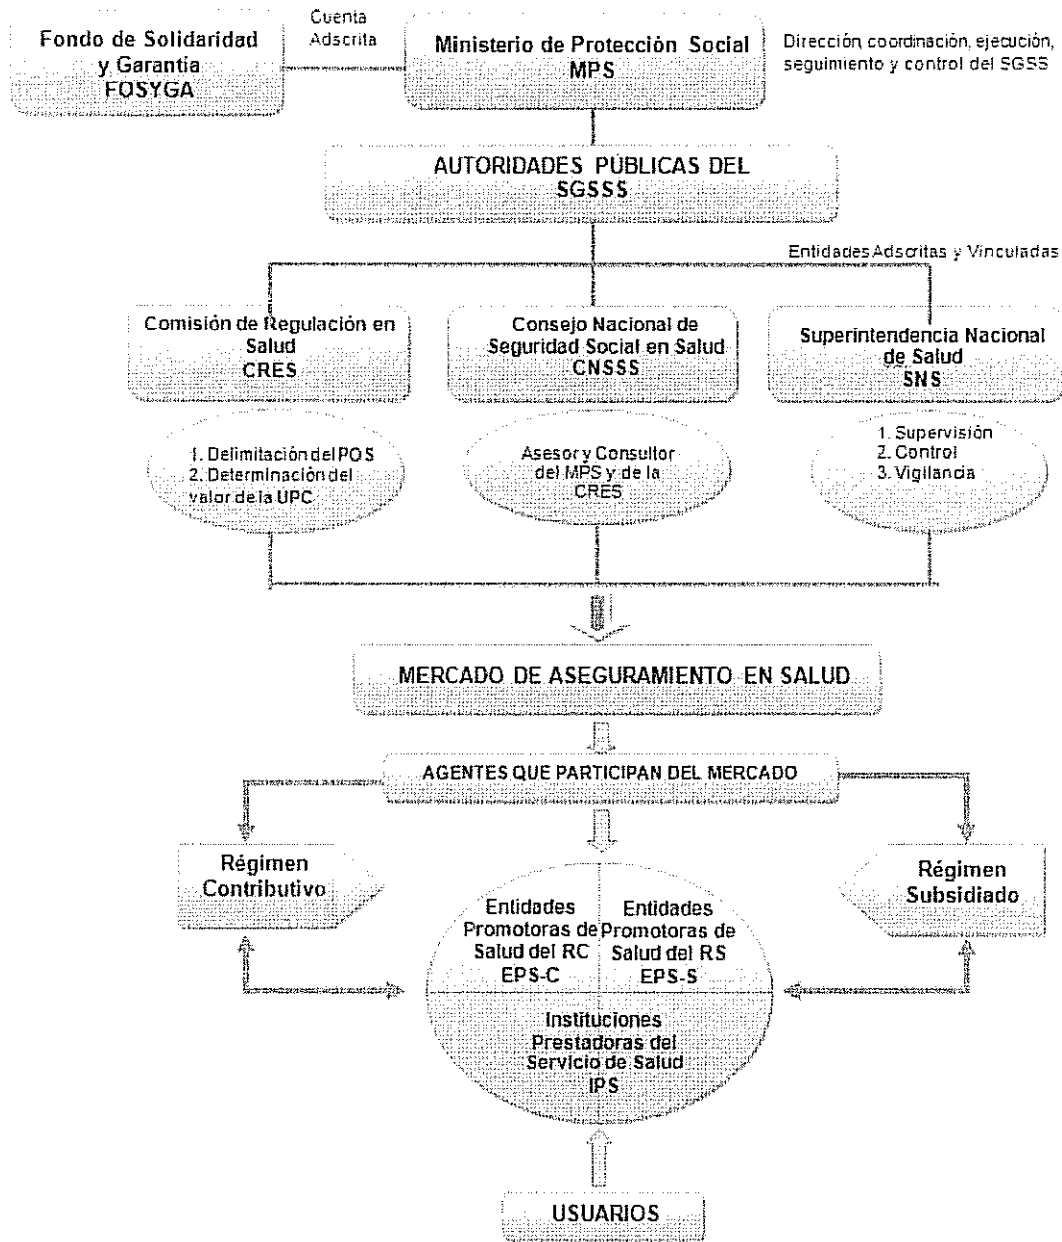 Fondo de Solidaridad
y Garantia
FOSYGA
Cuenta
Adscrita
Ministerio de Protección Social
MPS
Dirección, coordinación, ejecución,
seguimiento y control del SGSS
AUTORIDADES PÚBLICAS DEL
SGSSS
Entidades Adscritas y Vinculadas
Comisión de Regulación en
Salud
CRES
Consejo Nacional de
Seguridad Social en Salud
CNSSS
Superintendencia Nacional
de Salud
SNS
1. Delimitación del POS
2. Determinación del
valor de la UPC
Asesor y Consultor
del MPS y de la
CRES
1. Supervisión
2. Control
3. Vigilancia
MERCADO DE ASEGURAMIENTO EN SALUD
AGENTES QUE PARTICIPAN DEL MERCADO
Régimen
Contributivo
Régimen
Subsidiado
Entidades
Promotoras de
Salud del RC
EPS-C
Entidades
Promotoras de
Salud del RS
EPS-S
Instituciones
Prestadoras del
Servicio de Salud
IPS
USUARIOS